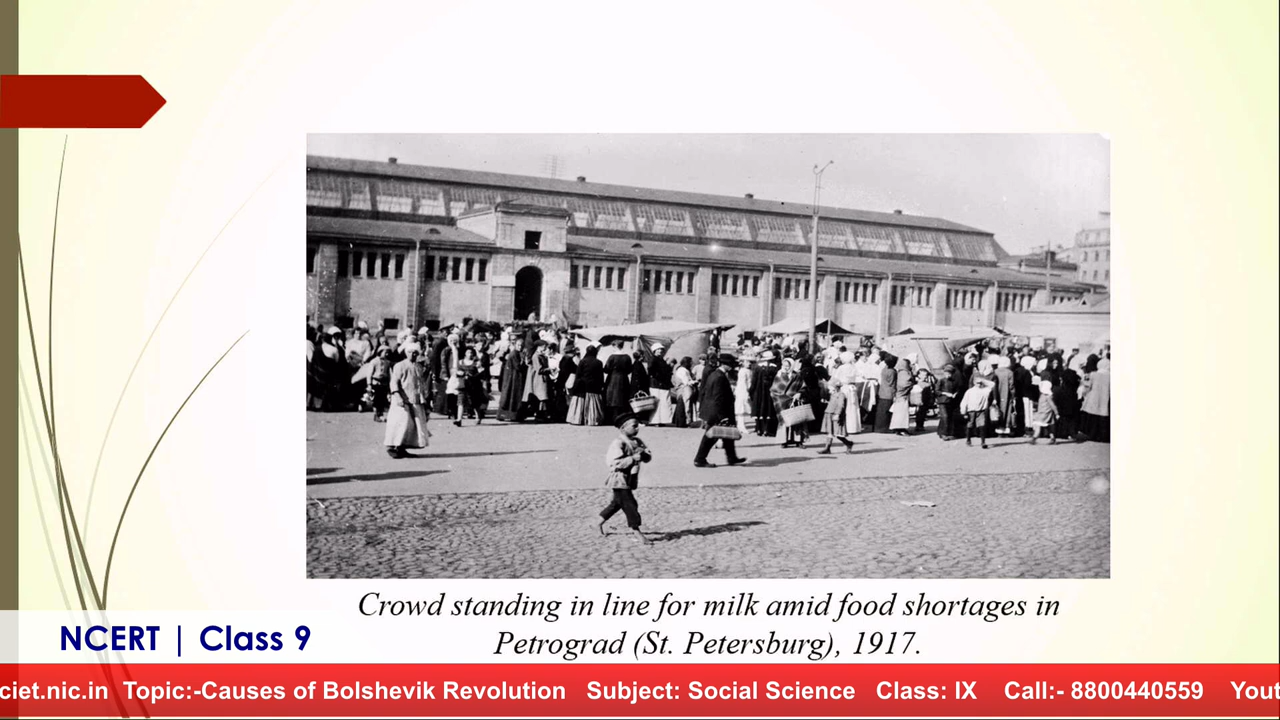 Crowd standing in line for milk amid food shortages in
Petrograd (St. Petersburg), 1917.
NCERT | Class 9
ciet.nic.in Topic:-Causes of Bolshevik Revolution Subject: Social Science Class: IX Call:- 8800440559 Yout